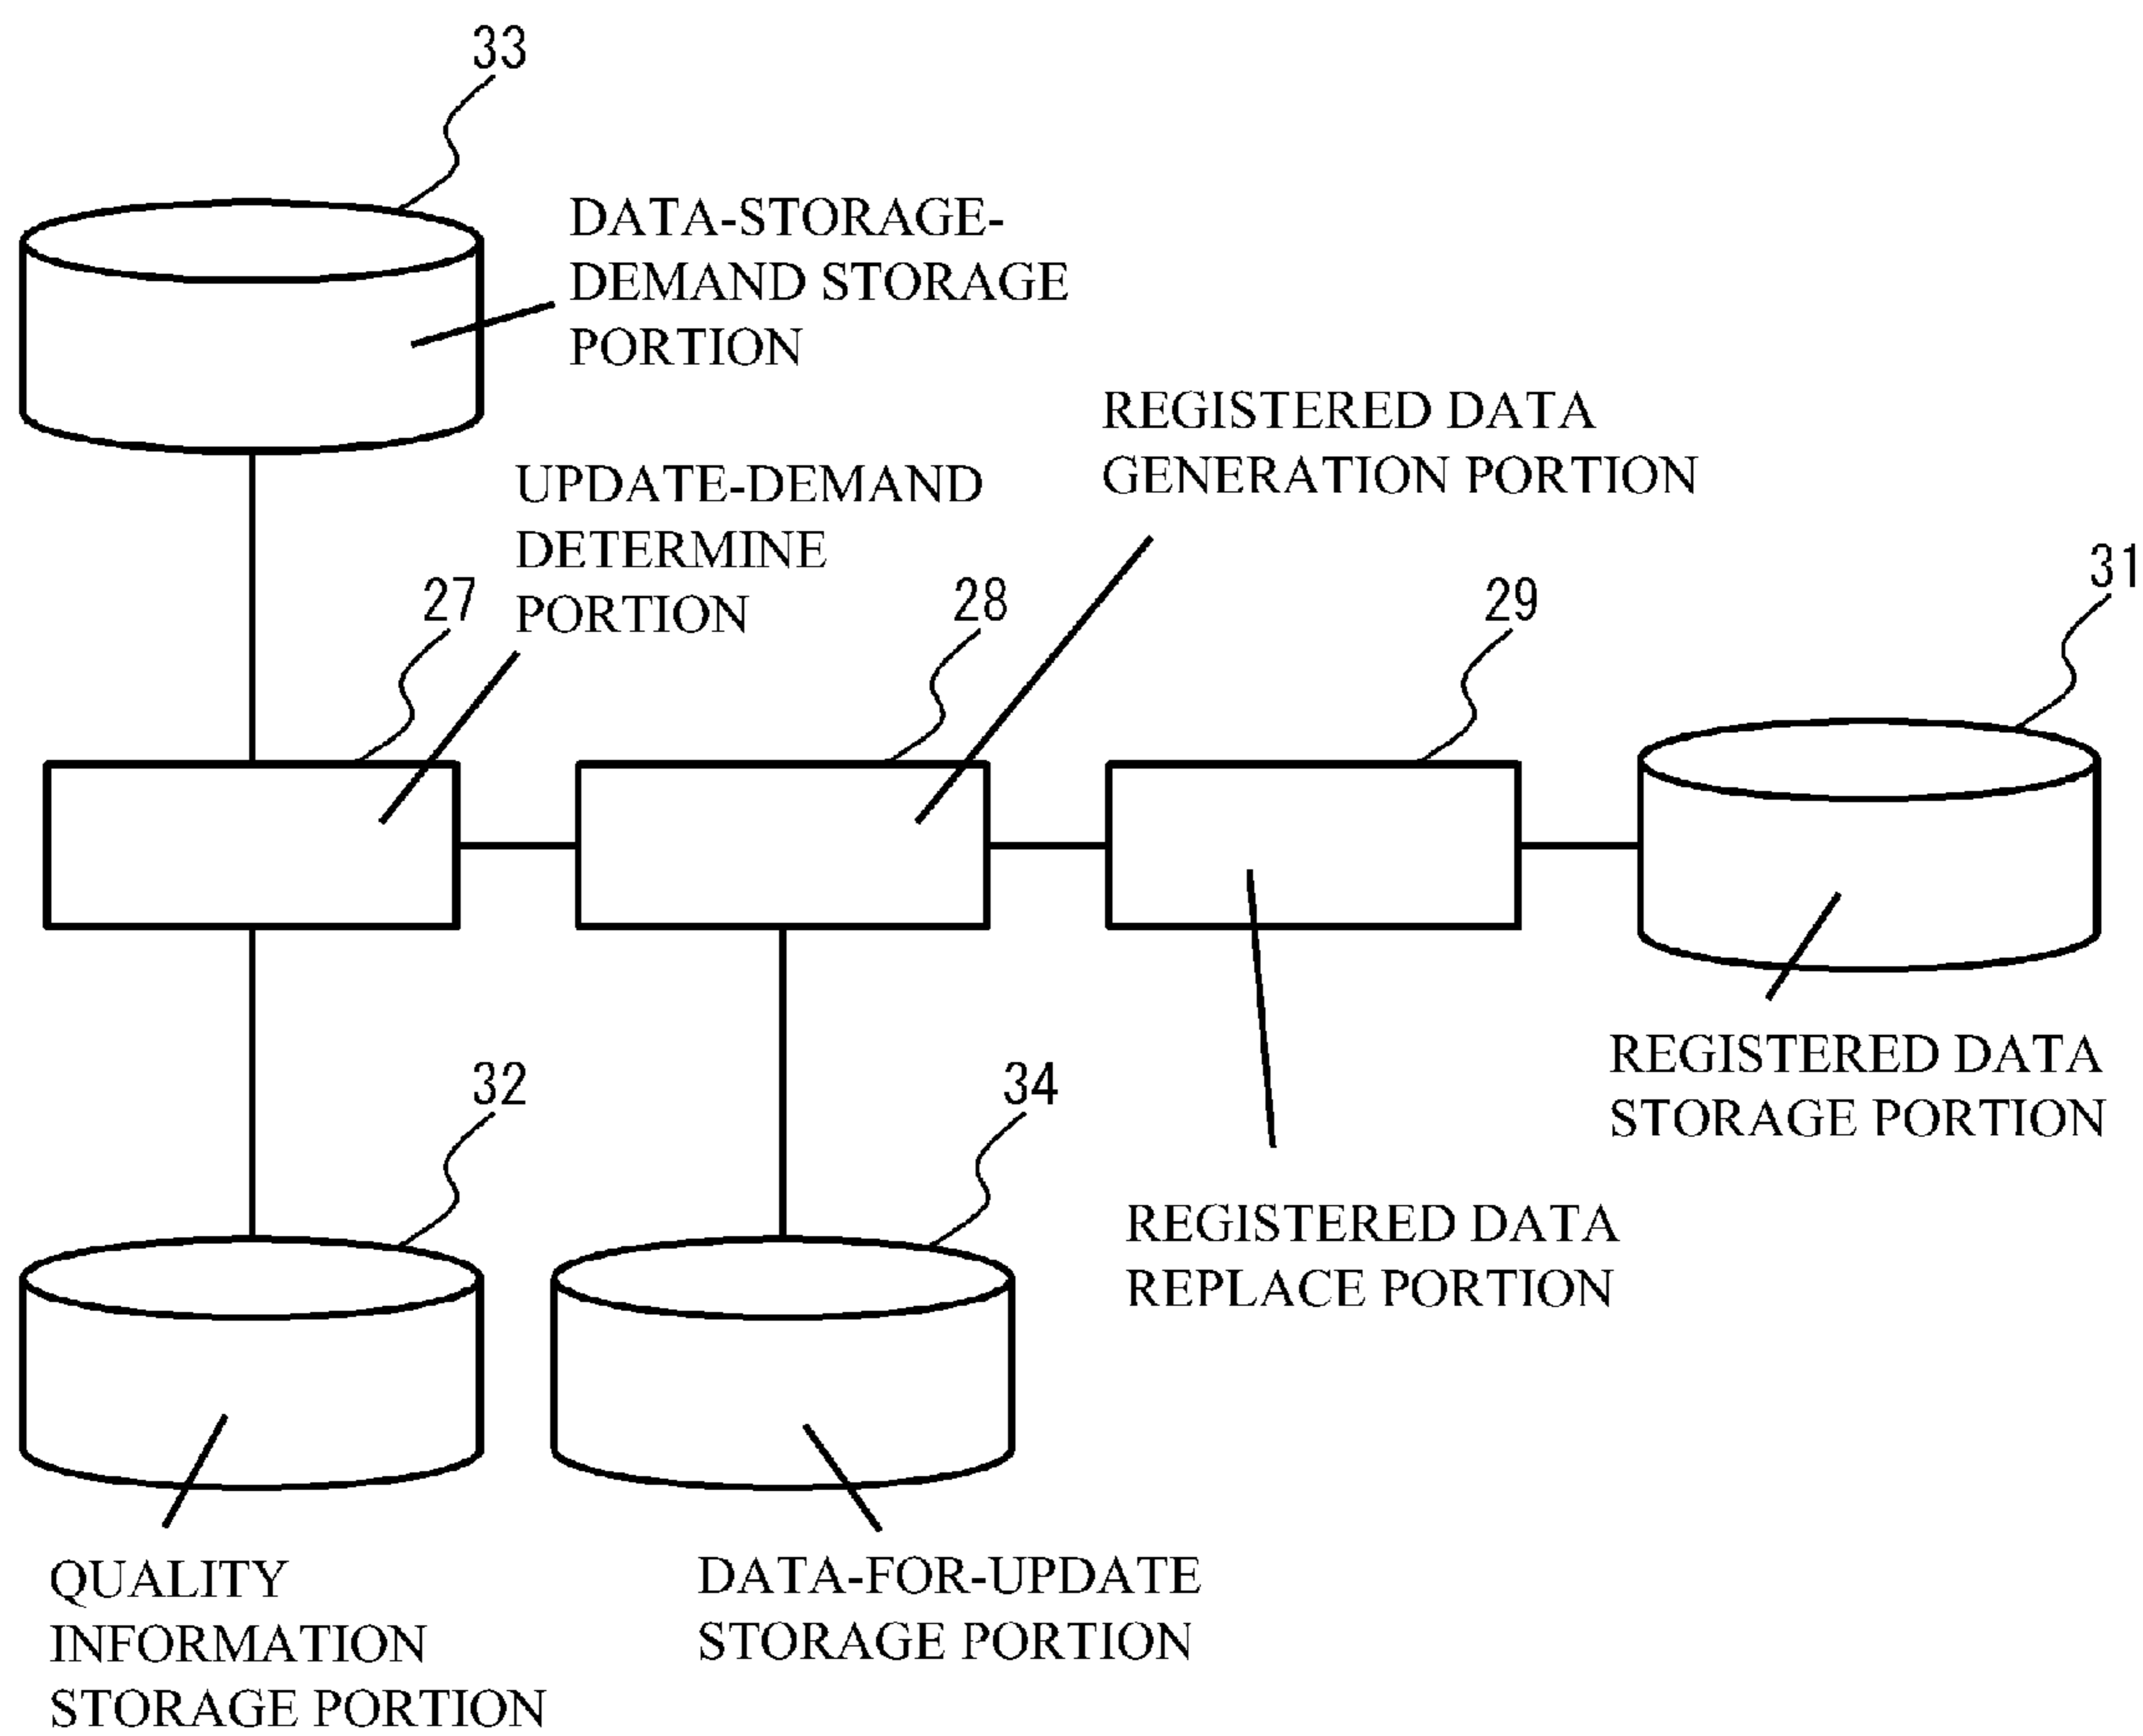 33
DATA-STORAGE-
DEMAND STORAGE
PORTION
REGISTERED DATA
GENERATION PORTION
UPDATE-DEMAND
DETERMINE
PORTION
27
28
29
31
REGISTERED DATA
STORAGE PORTION
32
34
REGISTERED DATA
REPLACE PORTION
QUALITY
INFORMATION
STORAGE PORTION
DATA-FOR-UPDATE
STORAGE PORTION